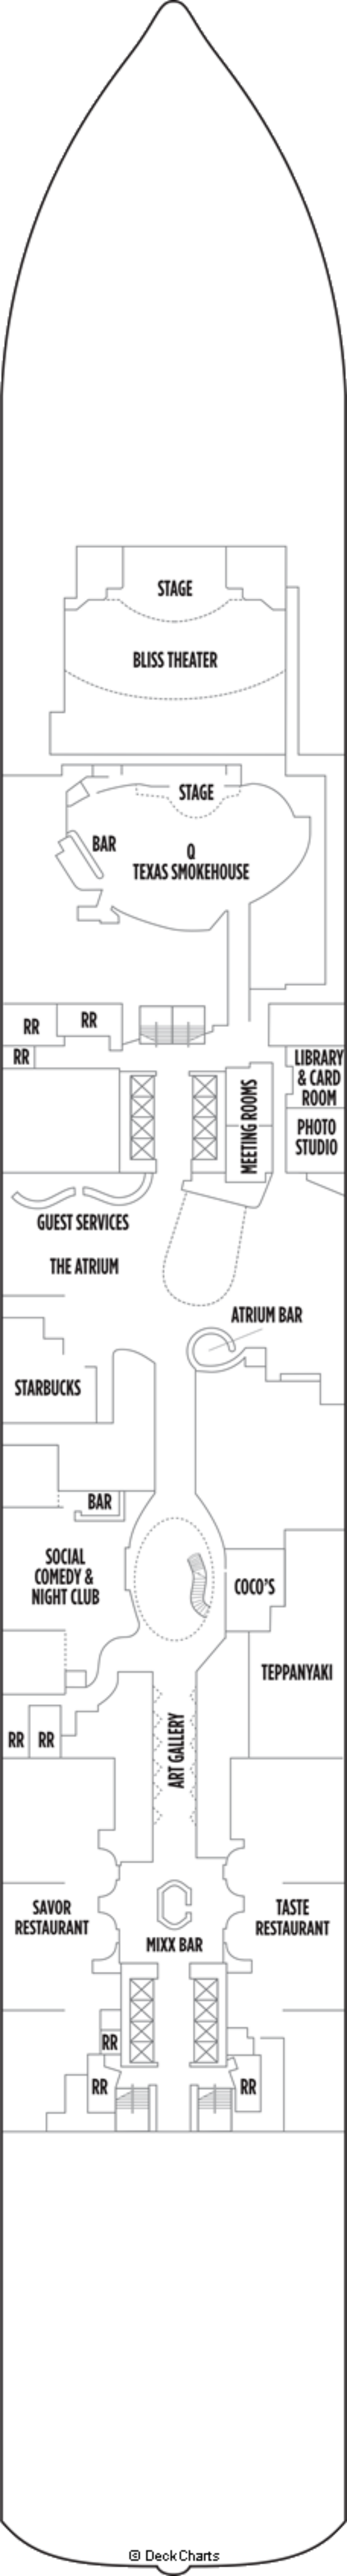 STAGE
BLISS THEATER
STAGE
BAR
Q
TEXAS SMOKEHOUSE
RR
RR
RR
LIBRARY
& CARD
ROOM
MEETING ROOMS
PHOTO
STUDIO
GUEST SERVICES
THE ATRIUM
ATRIUM BAR
STARBUCKS
BAR
SOCIAL
COMEDY &
NIGHT CLUB
COCO'S
TEPPANYAKI
ART GALLERY
RR
RR
SAVOR
RESTAURANT
TASTE
RESTAURANT
MIXX BAR
RR
RR
RR
© DeckCharts